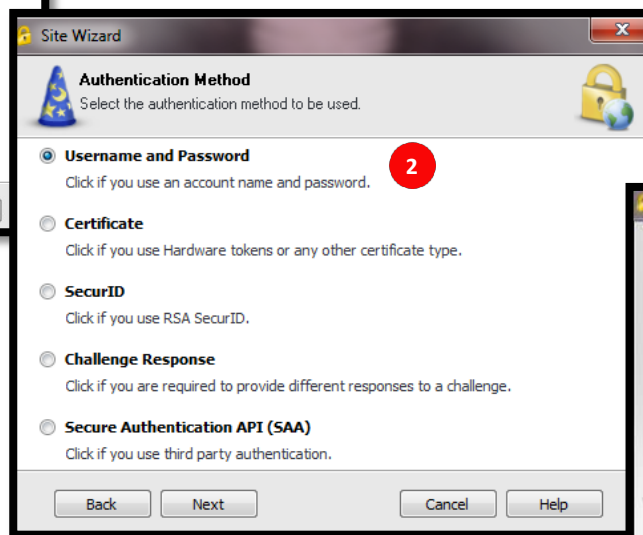 Site Wizard
x
Authentication Method
Select the authentication method to be used.
Username and Password
2
Click if you use an account name and password.
Certificate
Click if you use Hardware tokens or any other certificate type.
SecurID
Click if you use RSA SecurID.
Challenge Response
Click if you are required to provide different responses to a challenge.
Secure Authentication API (SAA)
Click if you use third party authentication.
Back Next Cancel Help